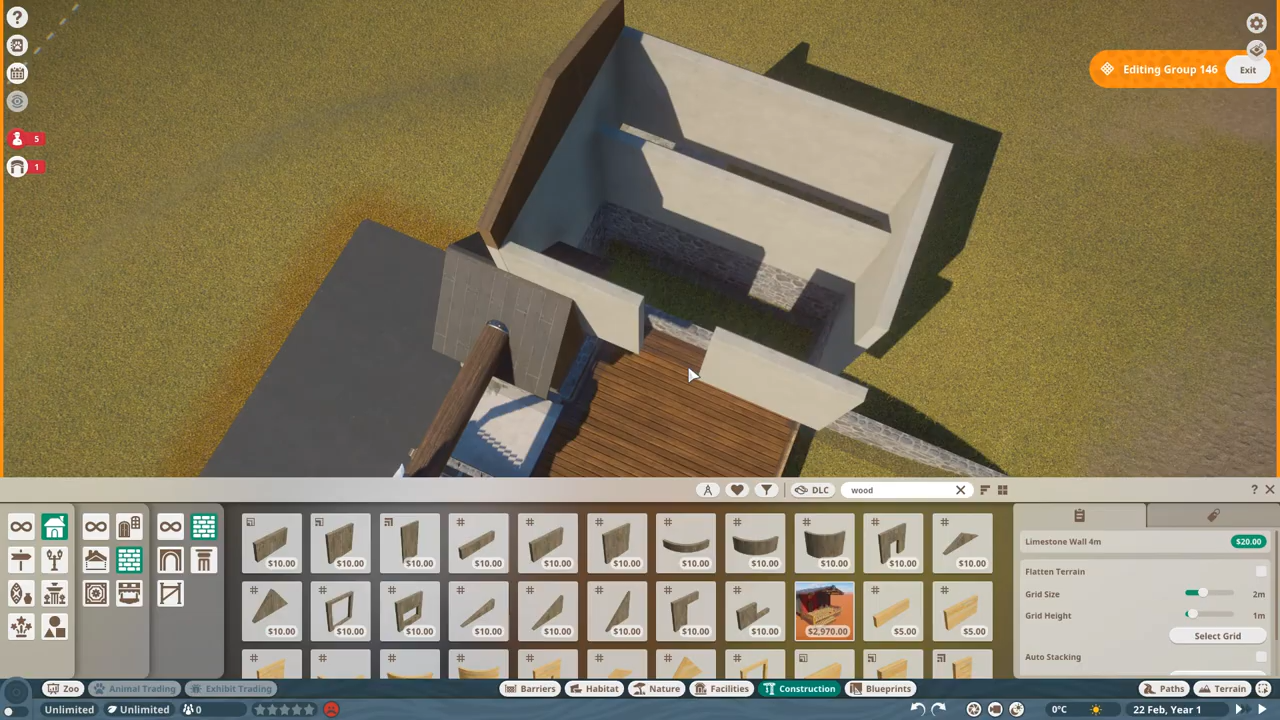 Editing Group 146
Exit
5
1
DLC
wood
$10.00 $10.00 $10.00 $10.00 $10.00 $10.00 $10.00 $10.00 $10.00 $10.00 $10.00
$10.00 $10.00 $10.00 $10.00 $10.00 $10.00 $10.00 $10.00 $2,970.00 $5.00 $5.00
Limestone Wall 4m $20.00
Flatten Terrain
Grid Size 2m
Grid Height 1m
Select Grid
Auto Stacking
Zoo Animal Trading Exhibit Trading Barriers Habitat Nature Facilities Construction Blueprints Paths Terrain
Unlimited Unlimited 0 0°C 22 Feb, Year 1